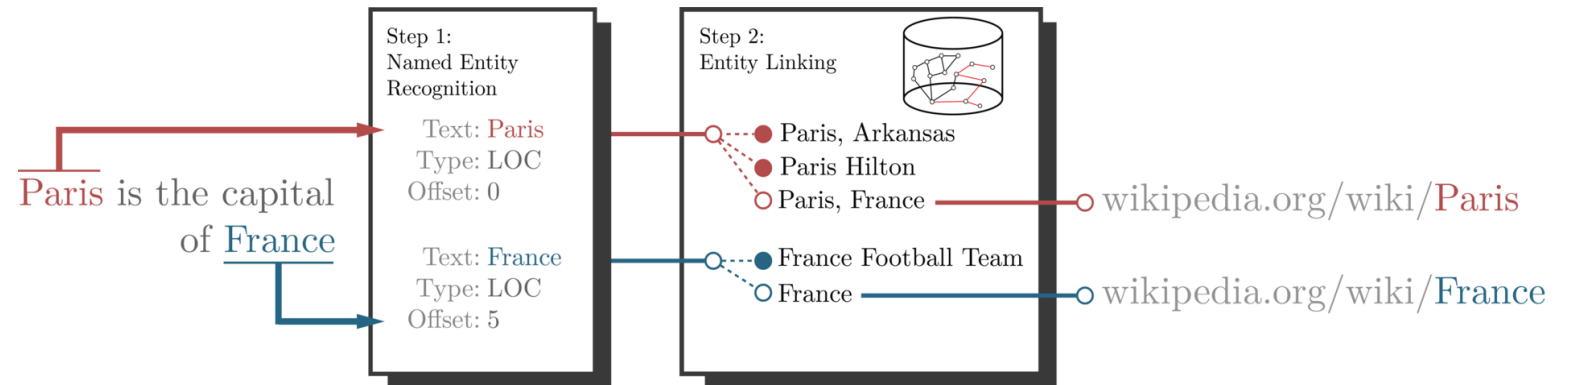 Paris is the capital
of France
Step 1:
Named Entity
Recognition
Text: Paris
Type: LOC
Offset: 0
Text: France
Type: LOC
Offset: 5
Step 2:
Entity Linking
Paris, Arkansas
Paris Hilton
Paris, France
France Football Team
France
wikipedia.org/wiki/Paris
wikipedia.org/wiki/France